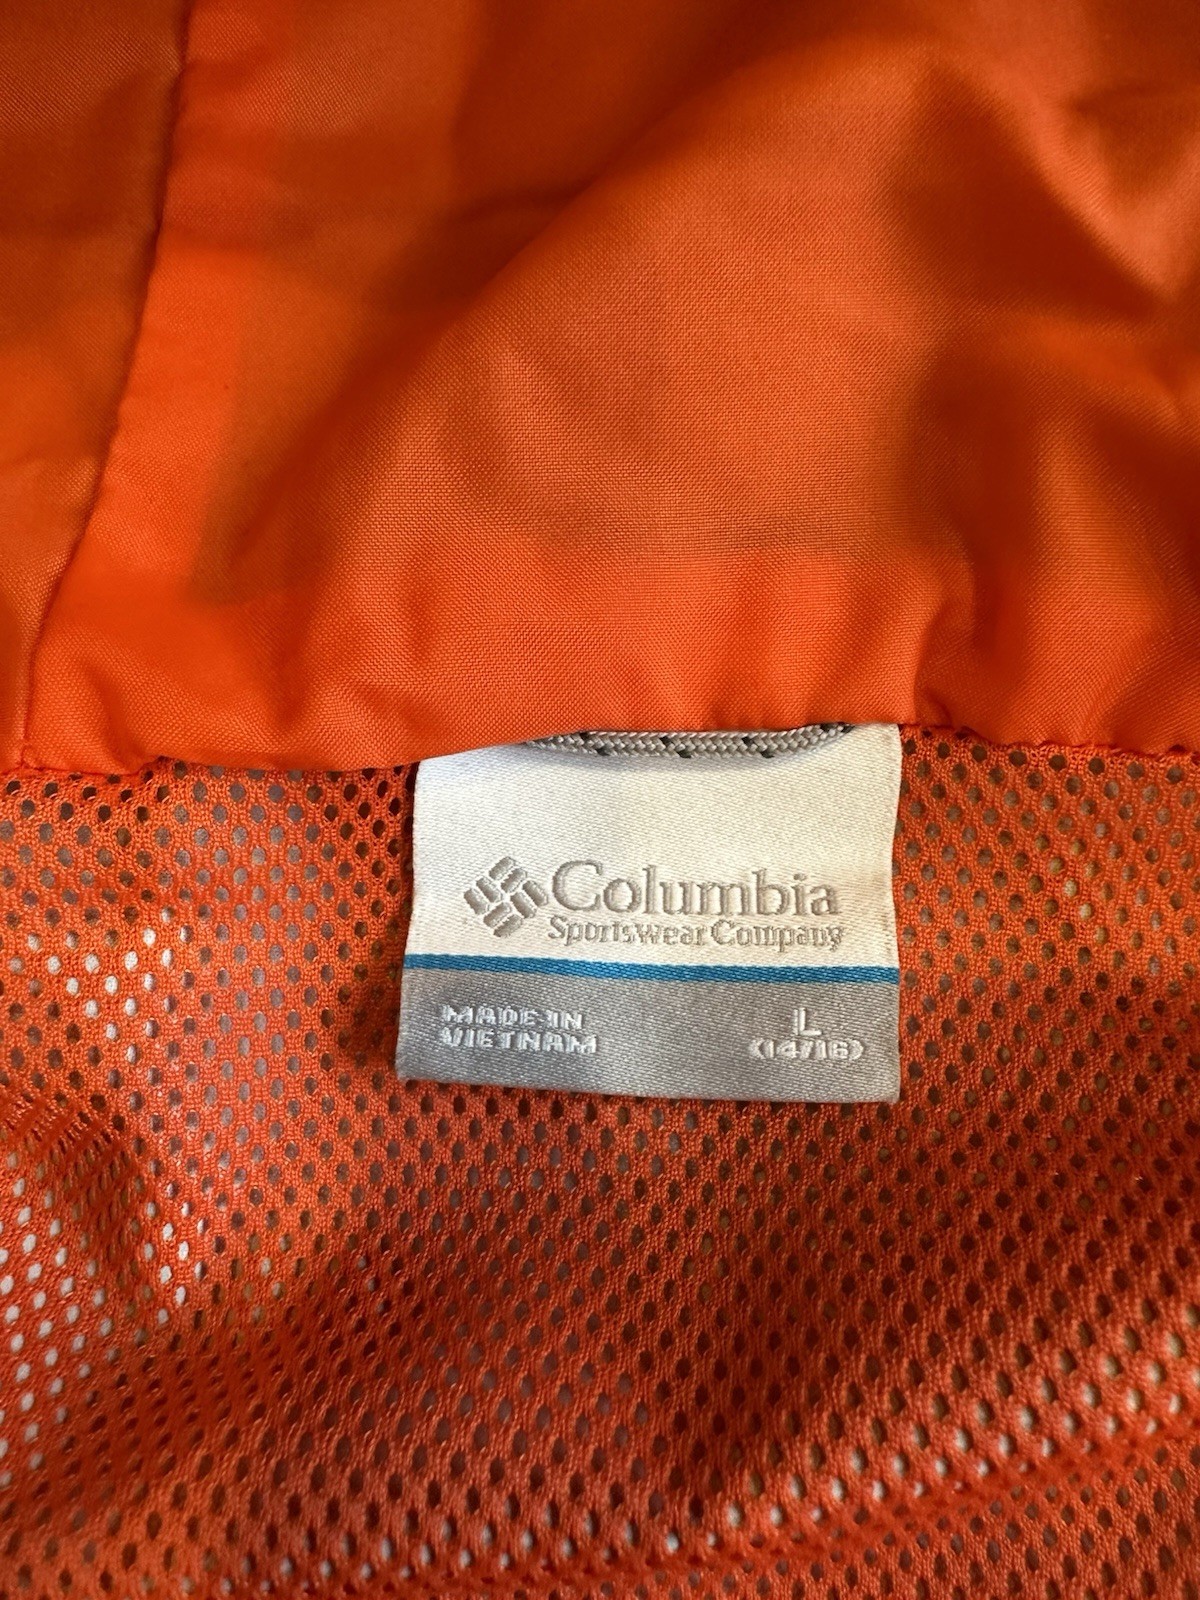 Columbia
Sportswear Company
MADE IN
VIETNAM
L
(14/16)